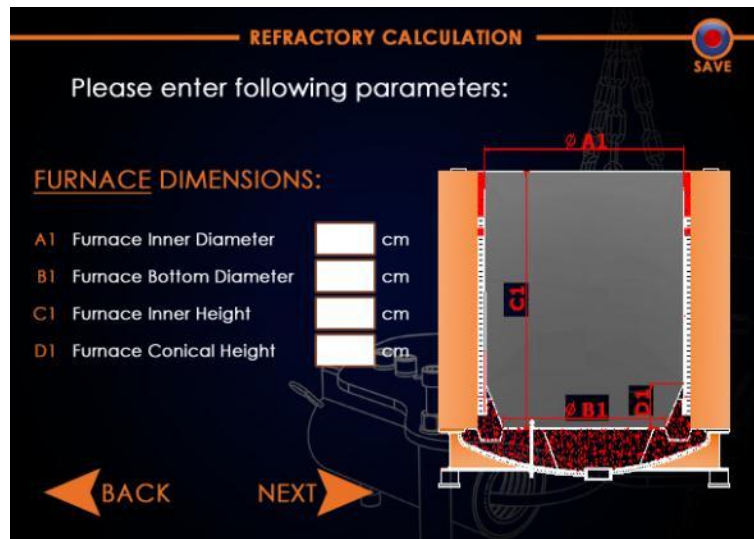 REFRACTORY CALCULATION
SAVE
Please enter following parameters:
FURNACE DIMENSIONS:
A1 Furnace Inner Diameter cm
B1 Furnace Bottom Diameter cm
C1 Furnace Inner Height cm
D1 Furnace Conical Height cm
Ø A1
C1
Ø B1
D1
BACK
NEXT